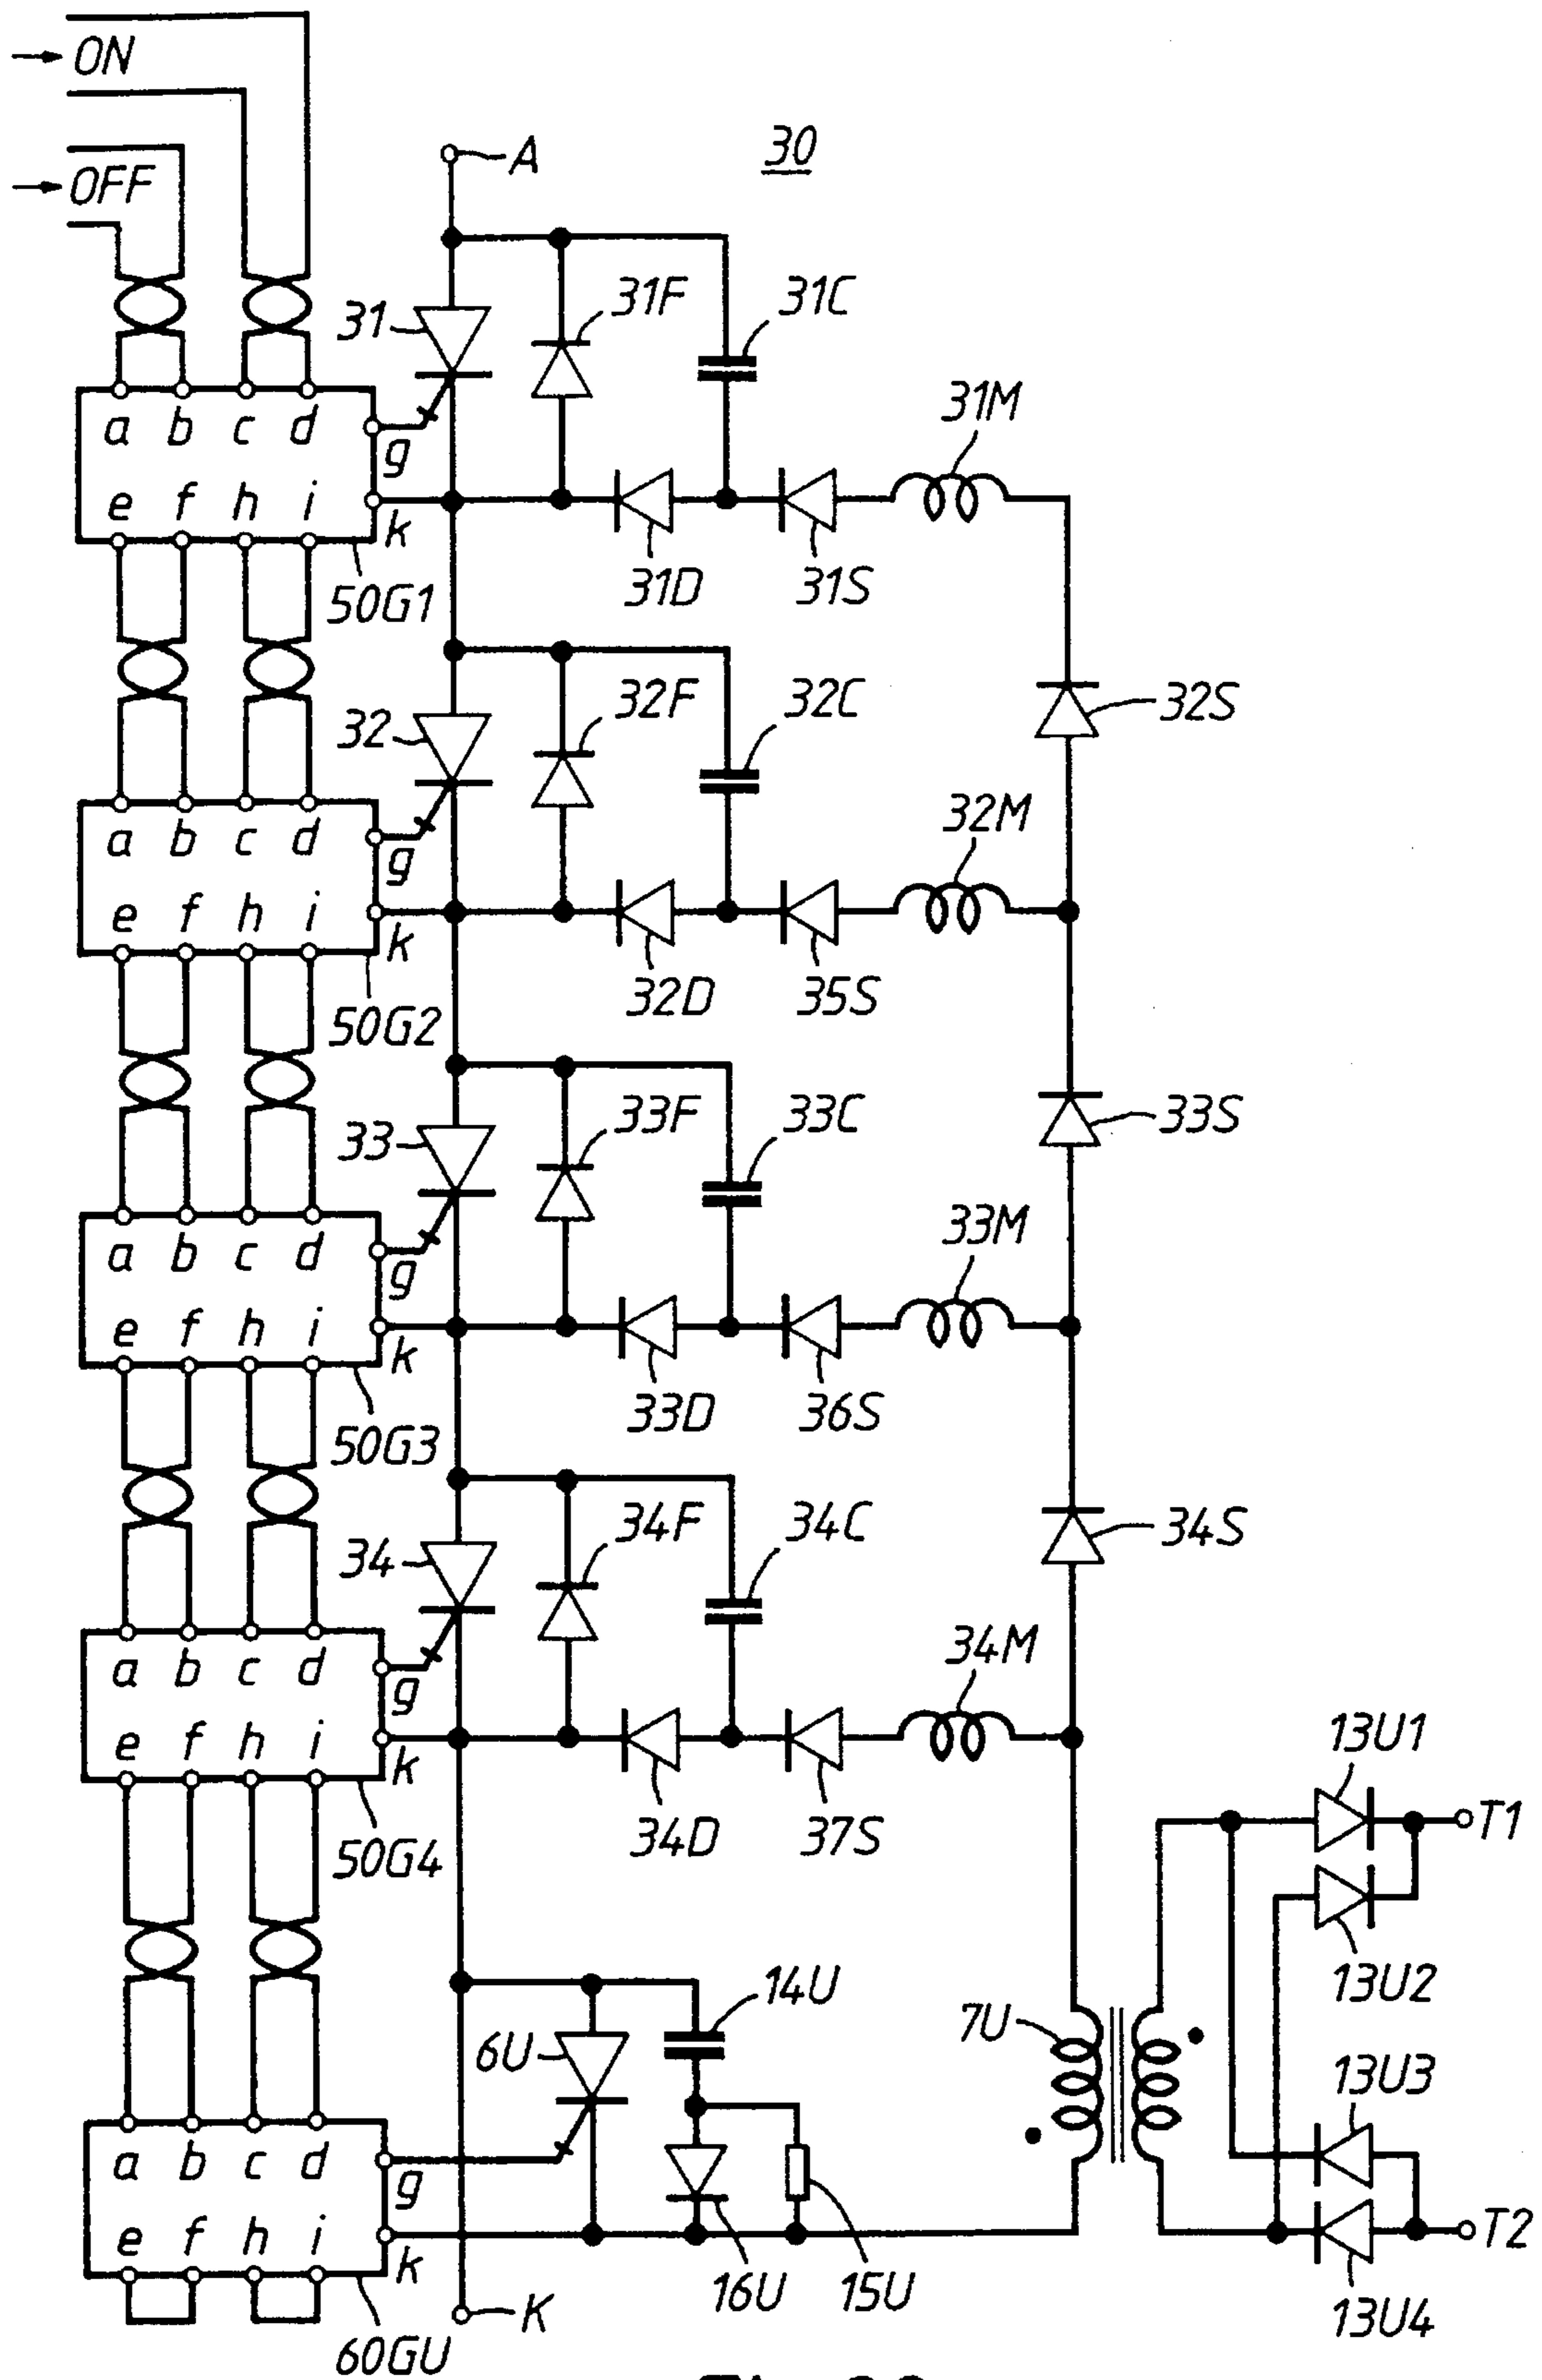 ON
OFF
A
30
31
31F
31C
31M
a b c d
g
e f h i
k
50G1
31D
31S
32S
32
32F
32C
32M
a b c d
g
e f h i
k
50G2
32D
35S
33S
33
33F
33C
33M
a b c d
g
e f h i
k
50G3
33D
36S
34S
34
34F
34C
34M
a b c d
g
e f h i
k
50G4
34D
37S
13U1
T1
13U2
14U
6U
7U
13U3
a b c d
g
e f h i
k
60GU
K
16U
15U
T2
13U4